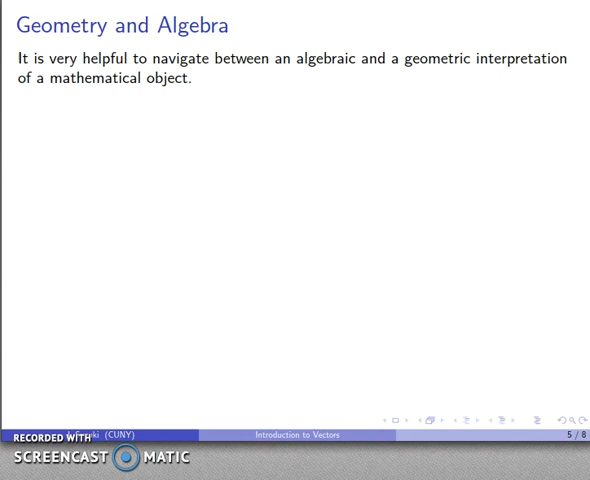 Geometry and Algebra
It is very helpful to navigate between an algebraic and a geometric interpretation
of a mathematical object.
(CUNY)
Introduction to Vectors
5 / 8
RECORDED WITH
SCREENCAST MATIC